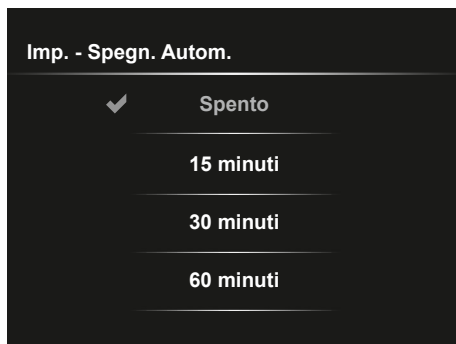 Imp. - Spegn. Autom.
Spento
15 minuti
30 minuti
60 minuti